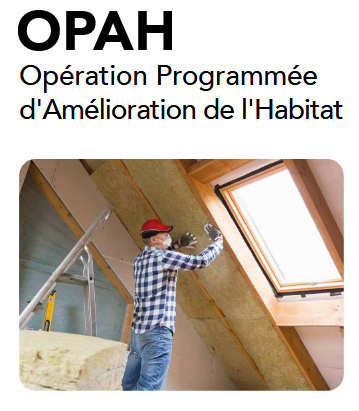 OPAH
Opération Programmée
d'Amélioration de l'Habitat